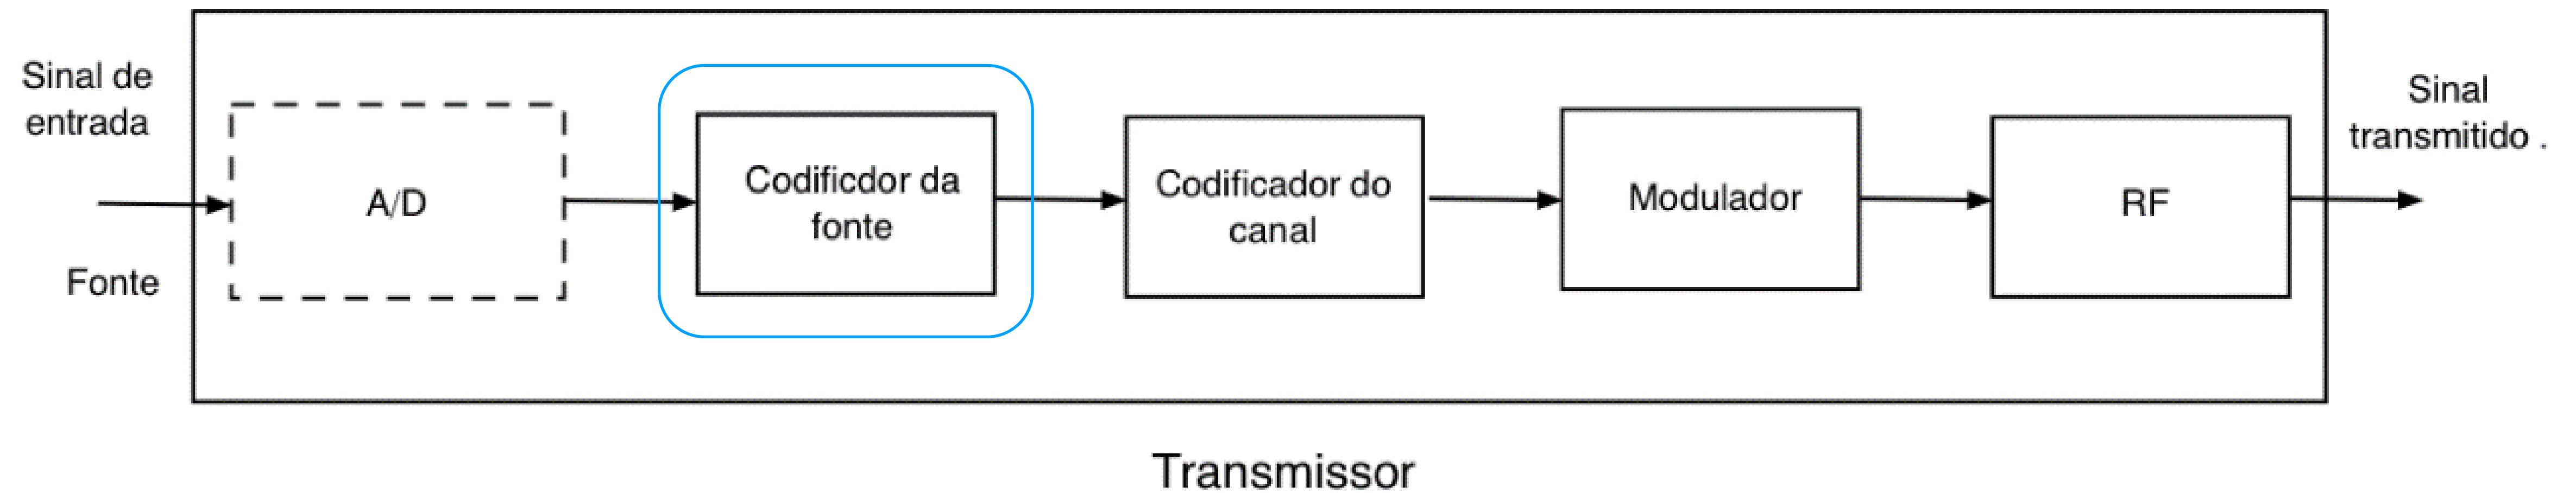 Sinal de
entrada
Fonte
A/D
Codificdor da
fonte
Codificador do
canal
Modulador
RF
Sinal
transmitido .
Transmissor